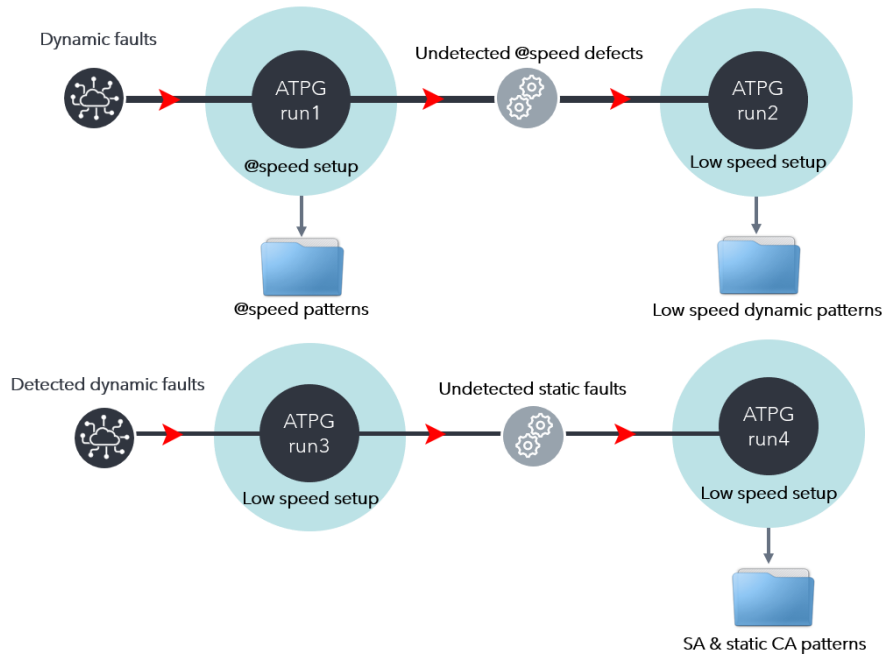 Dynamic faults
Undetected @speed defects
ATPG
run1
ATPG
run2
@speed setup
Low speed setup
@speed patterns
Low speed dynamic patterns
Detected dynamic faults
Undetected static faults
ATPG
run3
ATPG
run4
Low speed setup
Low speed setup
SA & static CA patterns